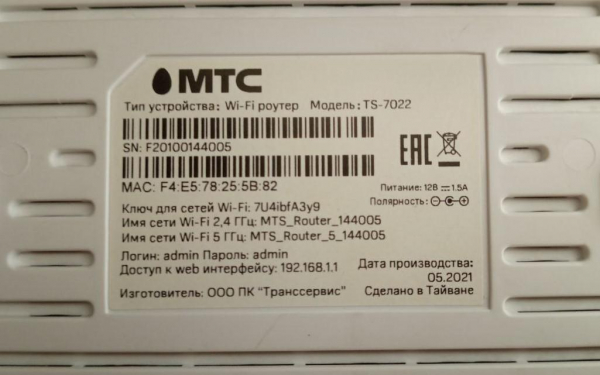 МТС
Тип устройства: Wi-Fi роутер Модель: TS-7022
SN: F20100144005
EAC
MAC: F4:E5:78:25:5B:82
Питание: 12В 1.5А
Ключ для сетей Wi-Fi: 7U4ibfA3y9
Полярность:
Имя сети Wi-Fi 2,4 ГГц: MTS_Router_144005
Имя сети Wi-Fi 5 ГГц: MTS_Router_5_144005
Логин: admin Пароль: admin
Доступ к web интерфейсу: 192.168.1.1
Дата производства:
05.2021
Изготовитель: ООО ПК "Транссервис"
Сделано в Тайване